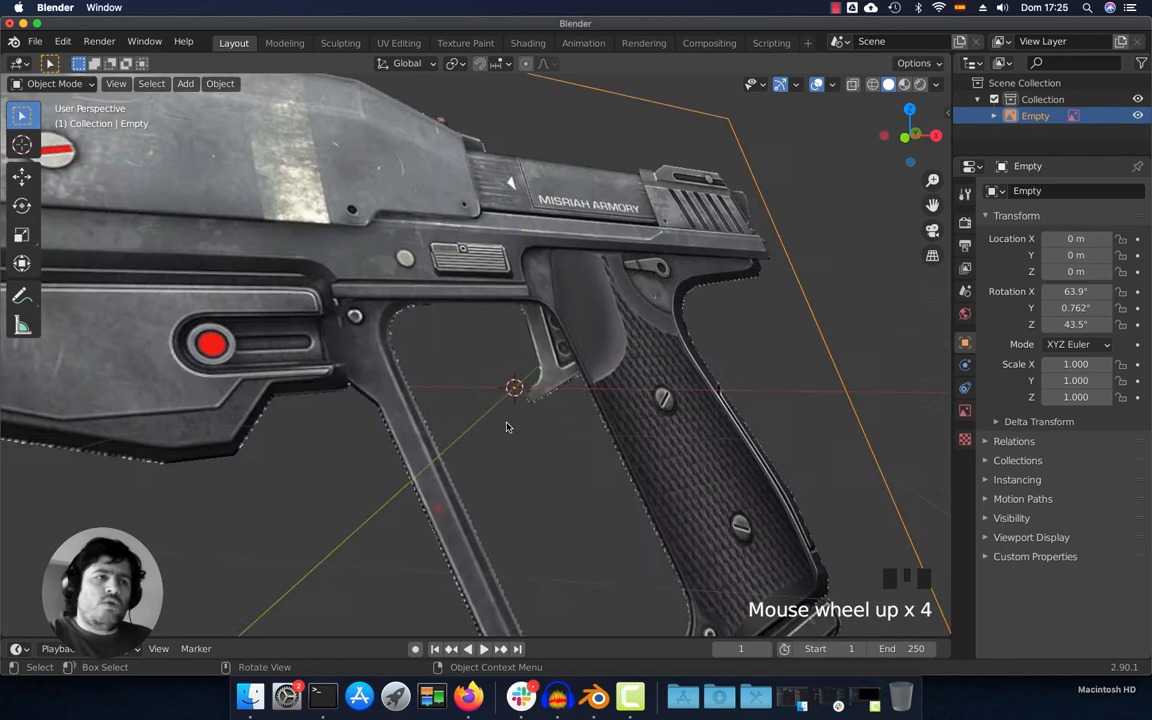 Blender Window Dom 17:25
Blender
File Edit Render Window Help Layout Modeling Sculpting UV Editing Texture Paint Shading Animation Rendering Compositing Scripting + Scene View Layer
Global Options
Object Mode View Select Add Object
User Perspective
(1) Collection | Empty
MISRIAH ARMORY
Z
X
Y
Scene Collection
Collection
Empty
Empty
Empty
Transform
Location X 0 m
Y 0 m
Z 0 m
Rotation X 63.9°
Y 0.762°
Z 43.5°
Mode XYZ Euler
Scale X 1.000
Y 1.000
Z 1.000
Delta Transform
Relations
Collections
Instancing
Motion Paths
Visibility
Viewport Display
Custom Properties
Mouse wheel up x 4
Playba View Marker 1 Start 1 End 250
Select Box Select Rotate View Object Context Menu 2.90.1
2
Macintosh HD